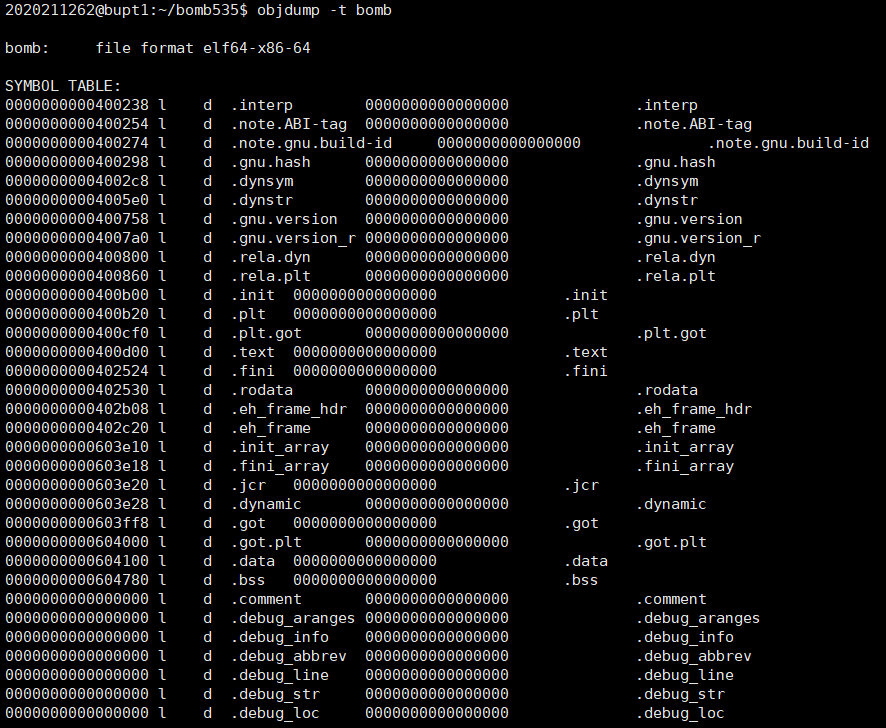 2020211262@bupt1:~/bomb535$ objdump -t bomb
bomb:     file format elf64-x86-64
SYMBOL TABLE:
0000000000400238 l    d  .interp        0000000000000000              .interp
0000000000400254 l    d  .note.ABI-tag  0000000000000000              .note.ABI-tag
0000000000400274 l    d  .note.gnu.build-id     0000000000000000              .note.gnu.build-id
0000000000400298 l    d  .gnu.hash      0000000000000000              .gnu.hash
00000000004002c8 l    d  .dynsym        0000000000000000              .dynsym
00000000004005e0 l    d  .dynstr        0000000000000000              .dynstr
0000000000400758 l    d  .gnu.version   0000000000000000              .gnu.version
00000000004007a0 l    d  .gnu.version_r 0000000000000000              .gnu.version_r
0000000000400800 l    d  .rela.dyn      0000000000000000              .rela.dyn
0000000000400860 l    d  .rela.plt      0000000000000000              .rela.plt
0000000000400b00 l    d  .init  0000000000000000              .init
0000000000400b20 l    d  .plt   0000000000000000              .plt
0000000000400cf0 l    d  .plt.got       0000000000000000              .plt.got
0000000000400d00 l    d  .text  0000000000000000              .text
0000000000402524 l    d  .fini  0000000000000000              .fini
0000000000402530 l    d  .rodata        0000000000000000              .rodata
0000000000402b08 l    d  .eh_frame_hdr  0000000000000000              .eh_frame_hdr
0000000000402c20 l    d  .eh_frame      0000000000000000              .eh_frame
0000000000603e10 l    d  .init_array    0000000000000000              .init_array
0000000000603e18 l    d  .fini_array    0000000000000000              .fini_array
0000000000603e20 l    d  .jcr   0000000000000000              .jcr
0000000000603e28 l    d  .dynamic       0000000000000000              .dynamic
0000000000603ff8 l    d  .got   0000000000000000              .got
0000000000604000 l    d  .got.plt       0000000000000000              .got.plt
0000000000604100 l    d  .data  0000000000000000              .data
0000000000604780 l    d  .bss   0000000000000000              .bss
0000000000000000 l    d  .comment       0000000000000000              .comment
0000000000000000 l    d  .debug_aranges 0000000000000000              .debug_aranges
0000000000000000 l    d  .debug_info    0000000000000000              .debug_info
0000000000000000 l    d  .debug_abbrev  0000000000000000              .debug_abbrev
0000000000000000 l    d  .debug_line    0000000000000000              .debug_line
0000000000000000 l    d  .debug_str     0000000000000000              .debug_str
0000000000000000 l    d  .debug_loc     0000000000000000              .debug_loc